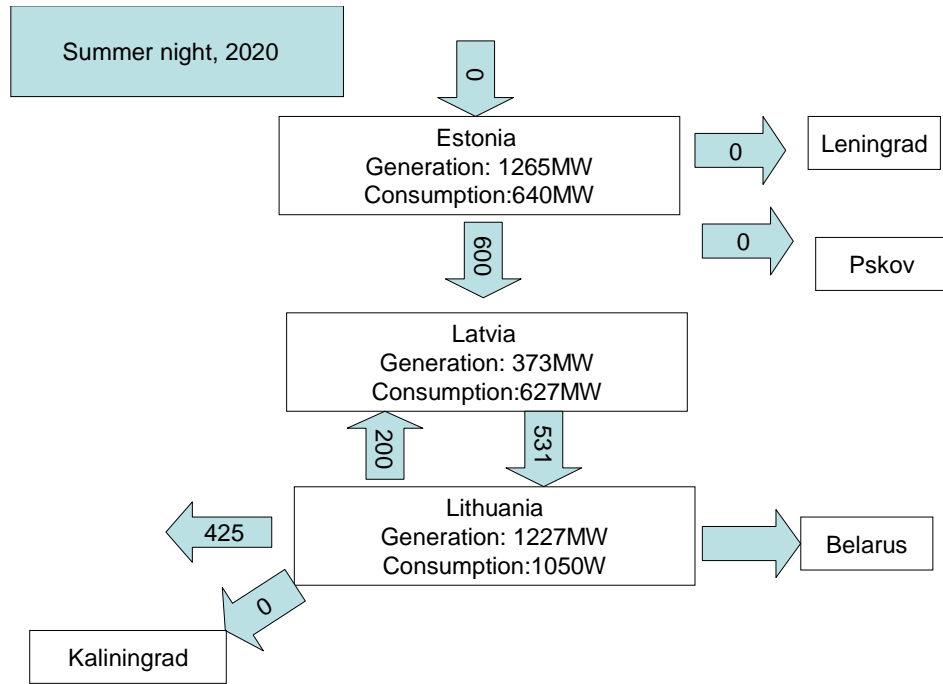 Summer night, 2020
0
Estonia
Generation: 1265MW
Consumption:640MW
0
Leningrad
0
Pskov
600
Latvia
Generation: 373MW
Consumption:627MW
200
531
Lithuania
Generation: 1227MW
Consumption:1050W
425
Belarus
0
Kaliningrad